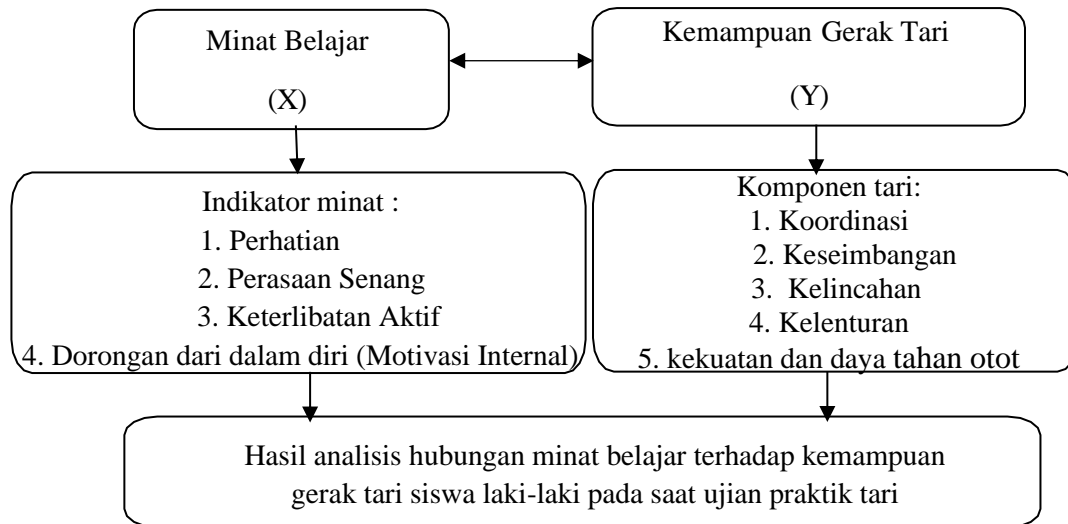 Minat Belajar
(X)
Kemampuan Gerak Tari
(Y)
Indikator minat :
1. Perhatian
2. Perasaan Senang
3. Keterlibatan Aktif
4. Dorongan dari dalam diri (Motivasi Internal)
Komponen tari:
1. Koordinasi
2. Keseimbangan
3. Kelincahan
4. Kelenturan
5. kekuatan dan daya tahan otot
Hasil analisis hubungan minat belajar terhadap kemampuan
gerak tari siswa laki-laki pada saat ujian praktik tari